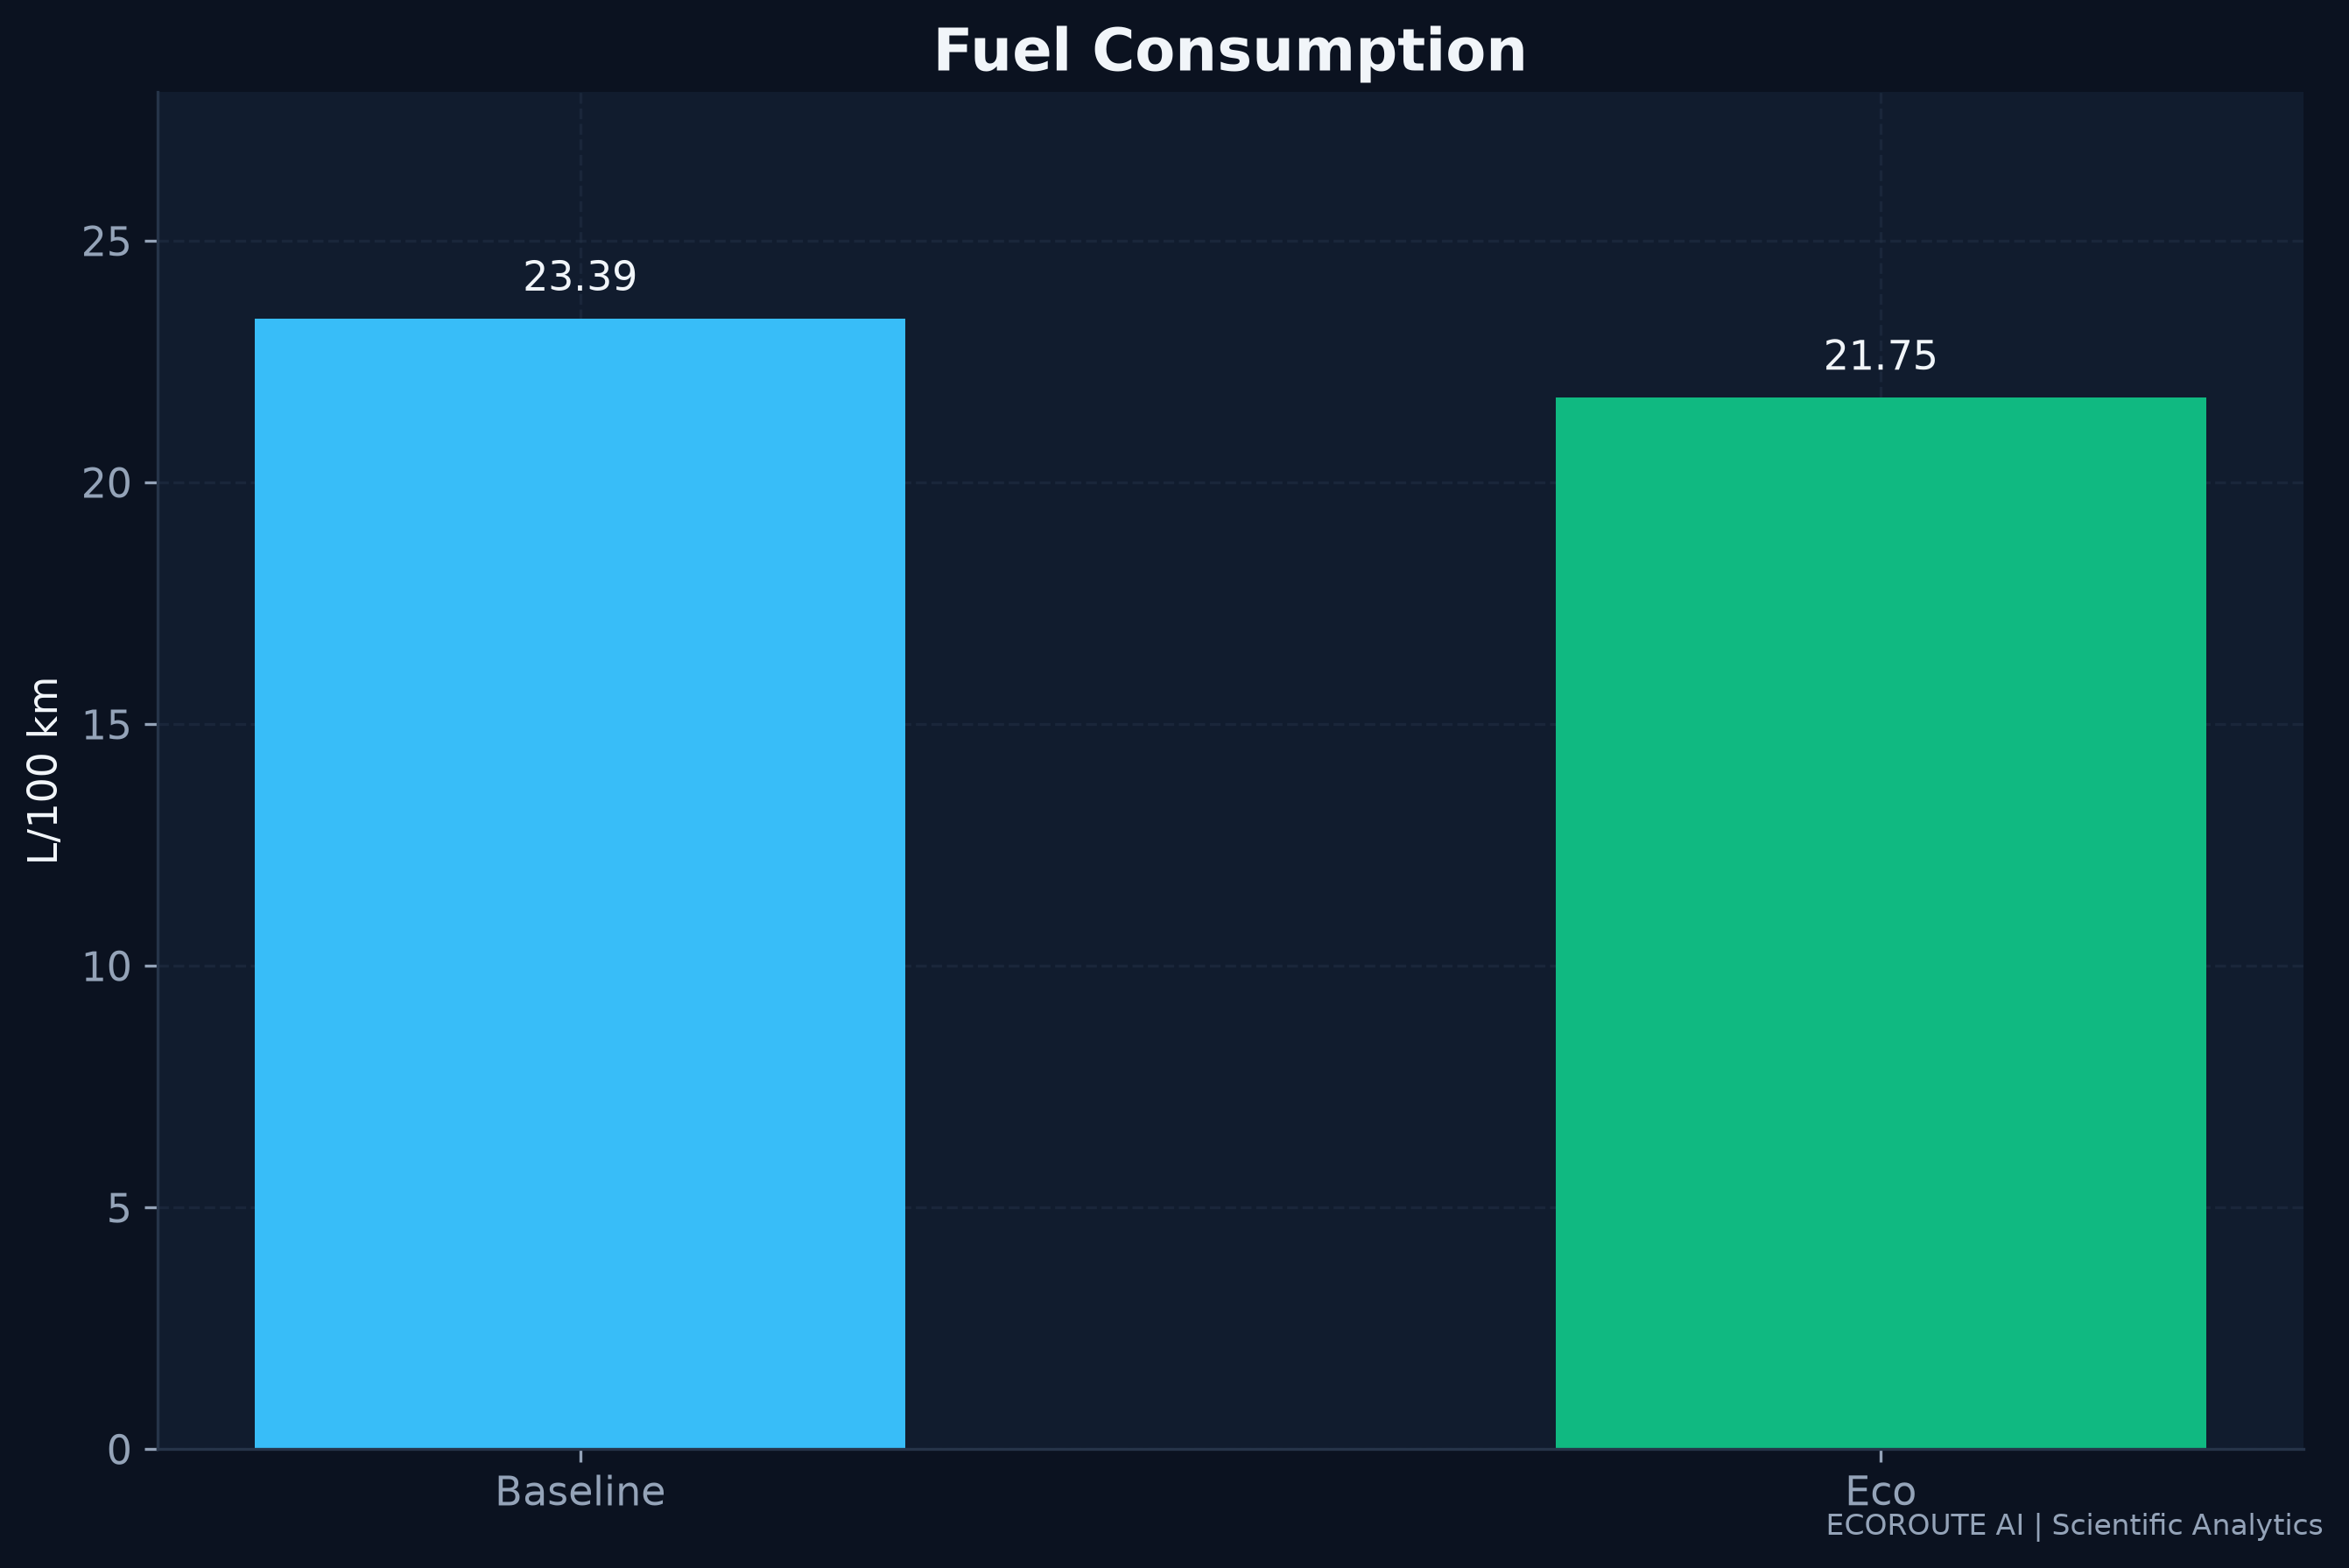 Fuel Consumption
L/100 km
25
20
15
10
5
0
23.39
21.75
Baseline
Eco
ECOROUTE AI | Scientific Analytics